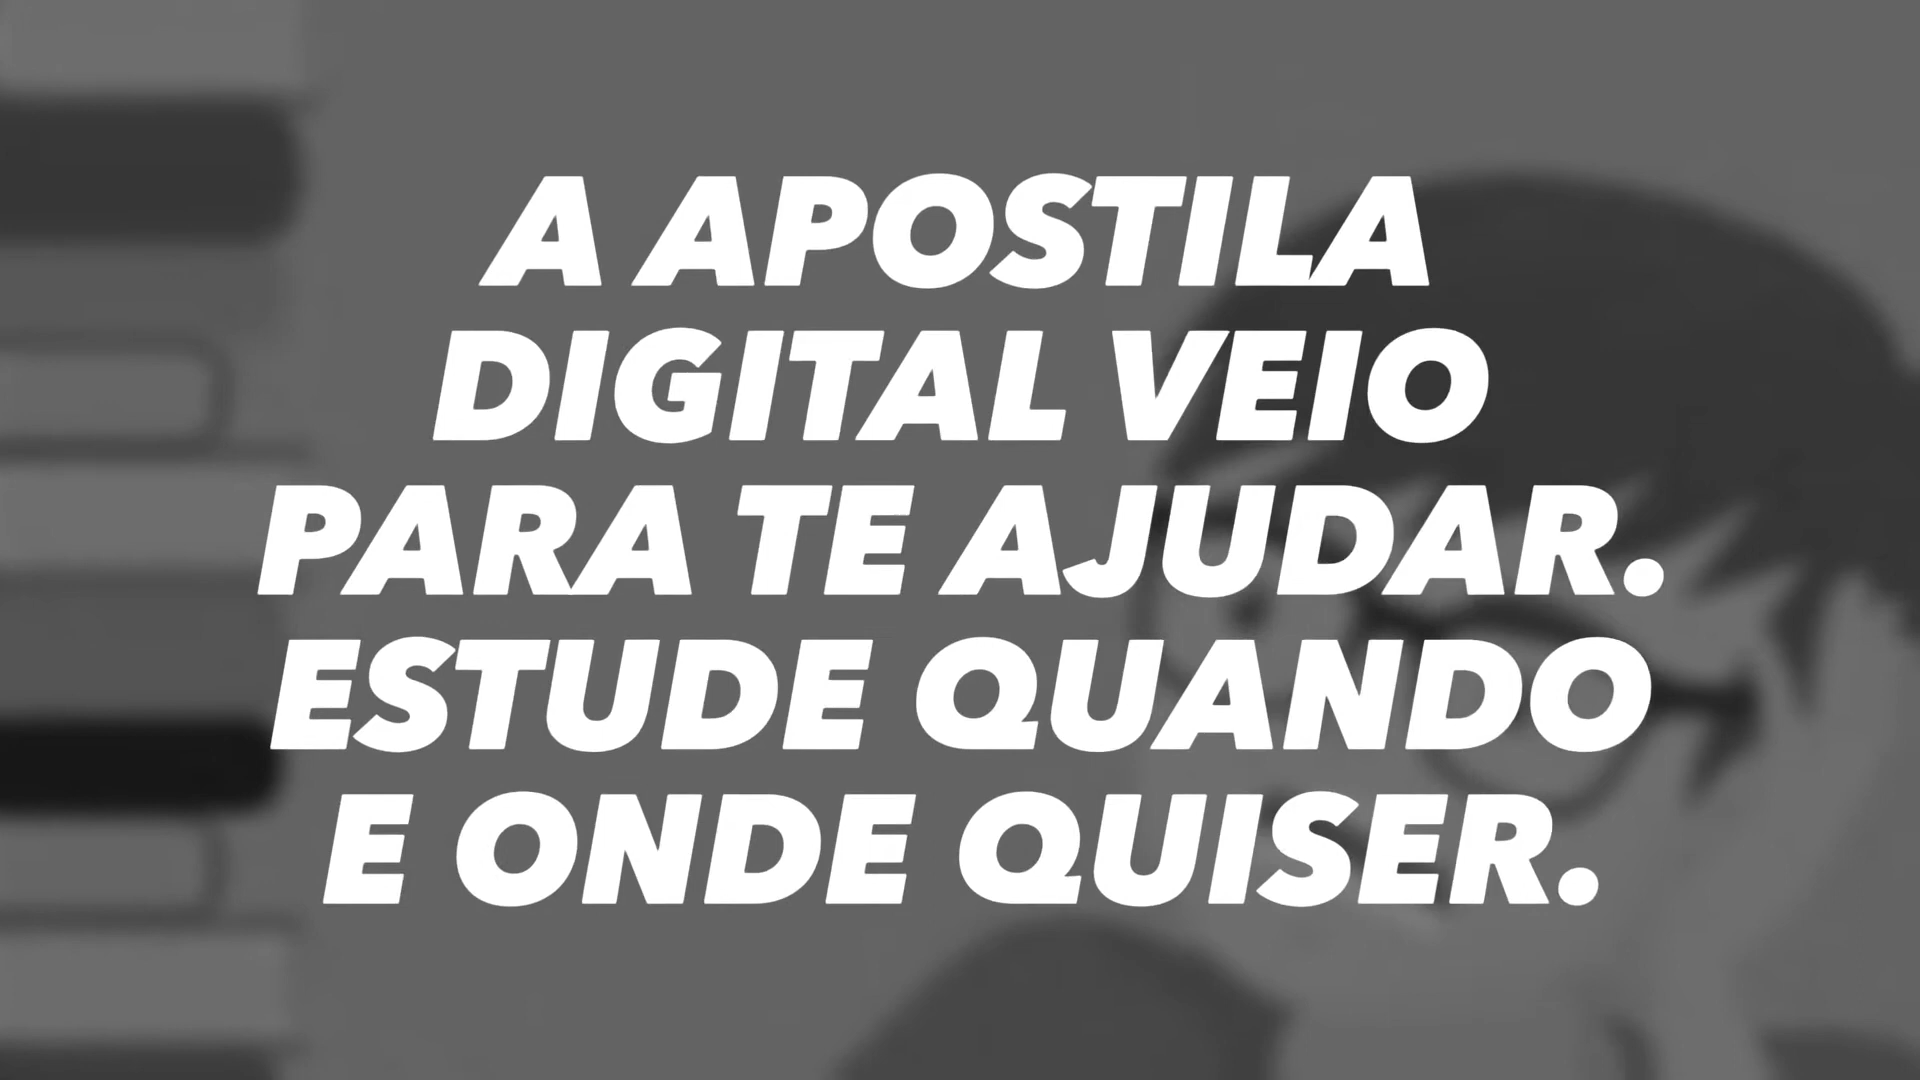 A APOSTILA
DIGITAL VEIO
PARA TE AJUDAR.
ESTUDE QUANDO
E ONDE QUISER.